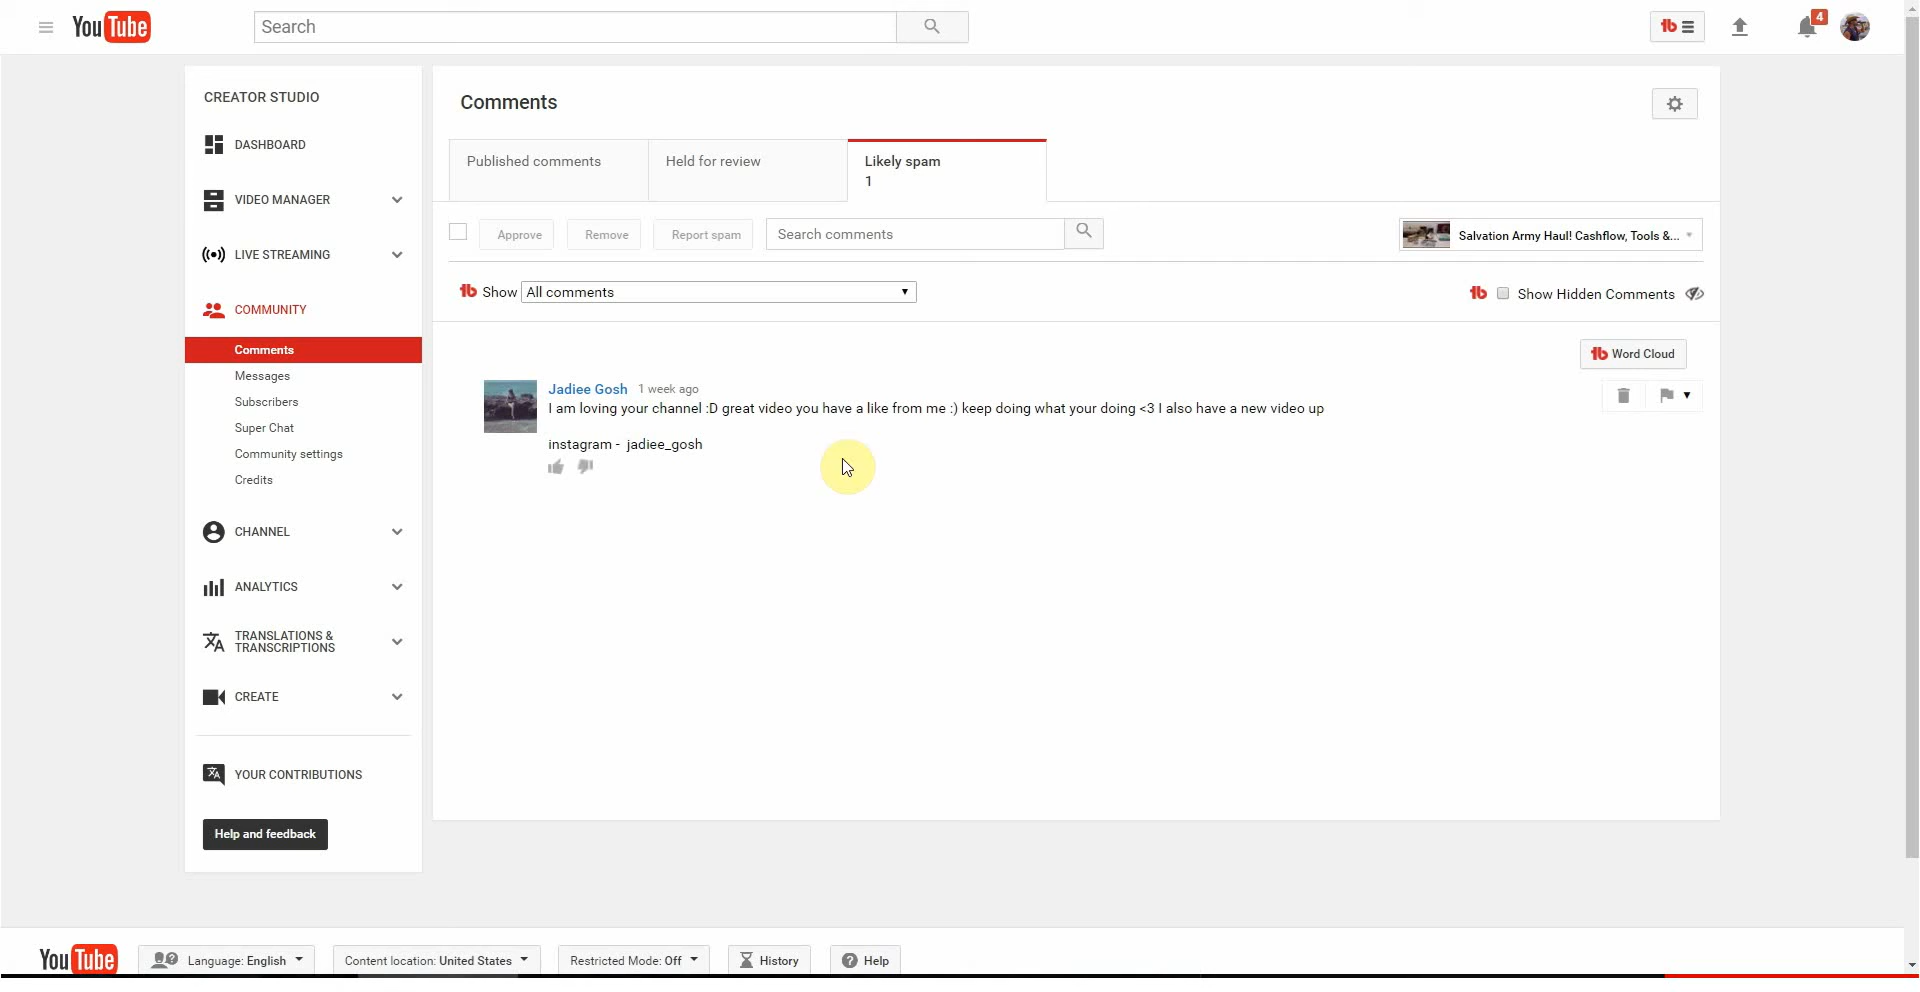 YouTube
Search
4
CREATOR STUDIO
DASHBOARD
VIDEO MANAGER
LIVE STREAMING
COMMUNITY
Comments
Messages
Subscribers
Super Chat
Community settings
Credits
CHANNEL
ANALYTICS
TRANSLATIONS &
TRANSCRIPTIONS
CREATE
YOUR CONTRIBUTIONS
Help and feedback
Comments
Published comments
Held for review
Likely spam
1
Approve
Remove
Report spam
Search comments
Salvation Army Haul! Cashflow, Tools &...
tb Show All comments
tb Show Hidden Comments
tb Word Cloud
Jadiee Gosh 1 week ago
I am loving your channel :D great video you have a like from me :) keep doing what your doing <3 I also have a new video up
instagram - jadiee_gosh
YouTube
Language: English
Content location: United States
Restricted Mode: Off
History
Help